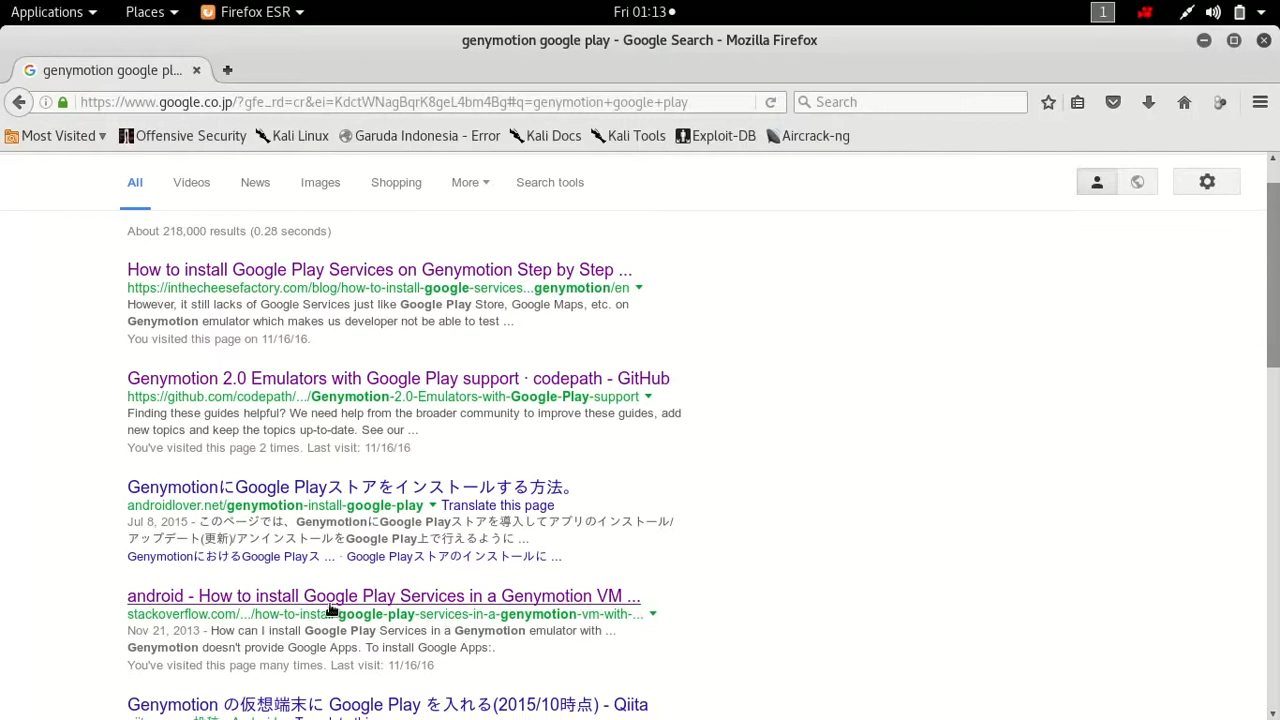 Applications Places Firefox ESR Fri 01:13 1
genymotion google play - Google Search - Mozilla Firefox
genymotion google pl...
https://www.google.co.jp/?gfe_rd=cr&ei=KdctWNagBqrK8geL4bm4Bg#q=genymotion+google+play Search
Most Visited Offensive Security Kali Linux Garuda Indonesia - Error Kali Docs Kali Tools Exploit-DB Aircrack-ng
All Videos News Images Shopping More Search tools
About 218,000 results (0.28 seconds)
How to install Google Play Services on Genymotion Step by Step ...
https://inthecheesefactory.com/blog/how-to-install-google-services...genymotion/en
However, it still lacks of Google Services just like Google Play Store, Google Maps, etc. on
Genymotion emulator which makes us developer not be able to test ...
You visited this page on 11/16/16.
Genymotion 2.0 Emulators with Google Play support · codepath - GitHub
https://github.com/codepath/.../Genymotion-2.0-Emulators-with-Google-Play-support
Finding these guides helpful? We need help from the broader community to improve these guides, add
new topics and keep the topics up-to-date. See our ...
You've visited this page 2 times. Last visit: 11/16/16
GenymotionにGoogle Playストアをインストールする方法。
androidlover.net/genymotion-install-google-play Translate this page
Jul 8, 2015 - このページでは、GenymotionにGoogle Playストアを導入してアプリのインストール/
アップデート(更新)/アンインストールをGoogle Play上で行えるように ...
GenymotionにおけるGoogle Playス ... · Google Playストアのインストールに ...
android - How to install Google Play Services in a Genymotion VM ...
stackoverflow.com/.../how-to-install-google-play-services-in-a-genymotion-vm-with-...
Nov 21, 2013 - How can I install Google Play Services in a Genymotion emulator with ...
Genymotion doesn't provide Google Apps. To install Google Apps:.
You've visited this page many times. Last visit: 11/16/16
Genymotion の仮想端末に Google Play を入れる(2015/10時点) - Qiita